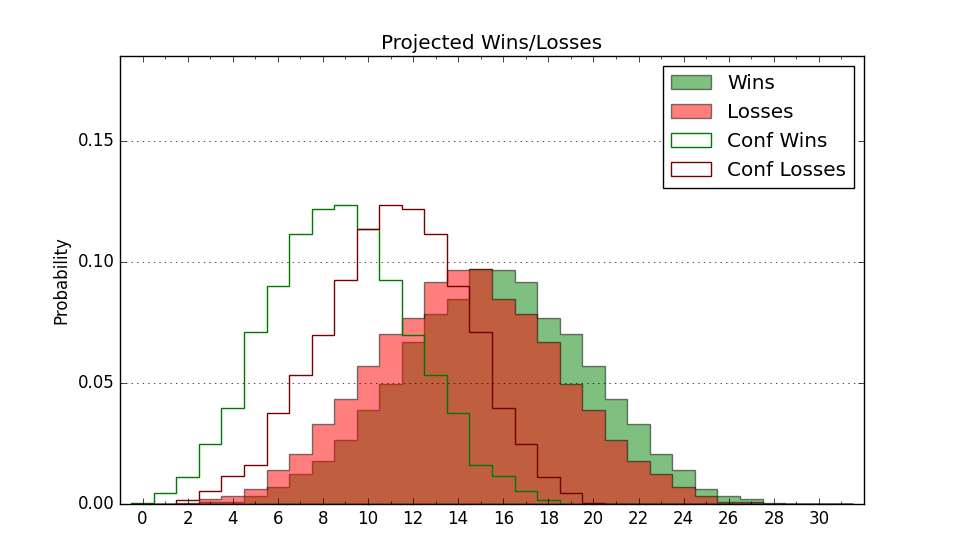 Projected Wins/Losses
Wins
Losses
Conf Wins
Conf Losses
Probability
0.15
0.10
0.05
0.00
0 2 4 6 8 10 12 14 16 18 20 22 24 26 28 30